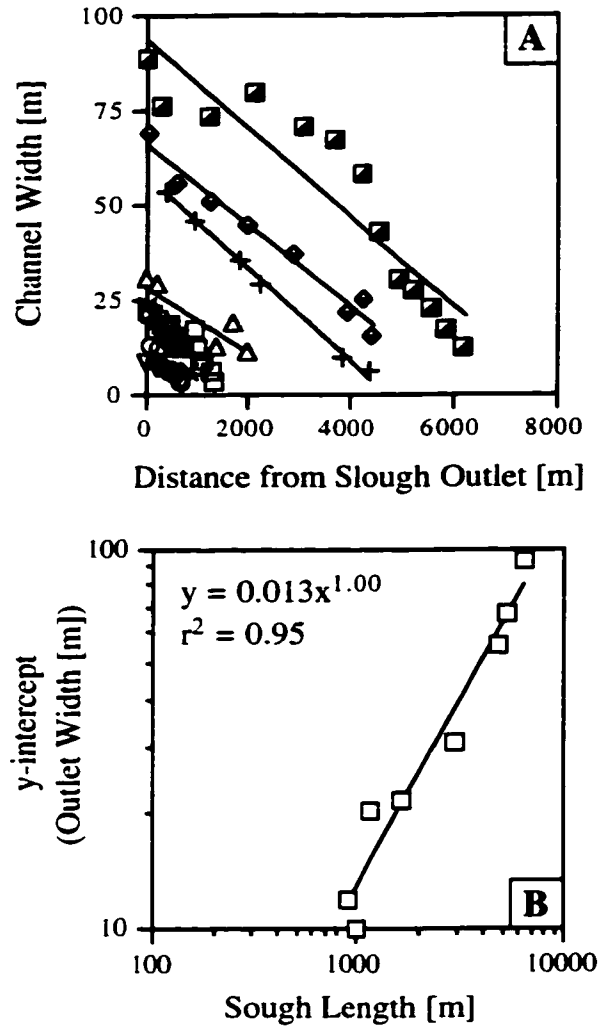 A
100
75
50
25
0
Channel Width [m]
0 2000 4000 6000 8000
Distance from Slough Outlet [m]
y = 0.013x^1.00
r² = 0.95
100
10
y-intercept
(Outlet Width [m])
B
100 1000 10000
Sough Length [m]